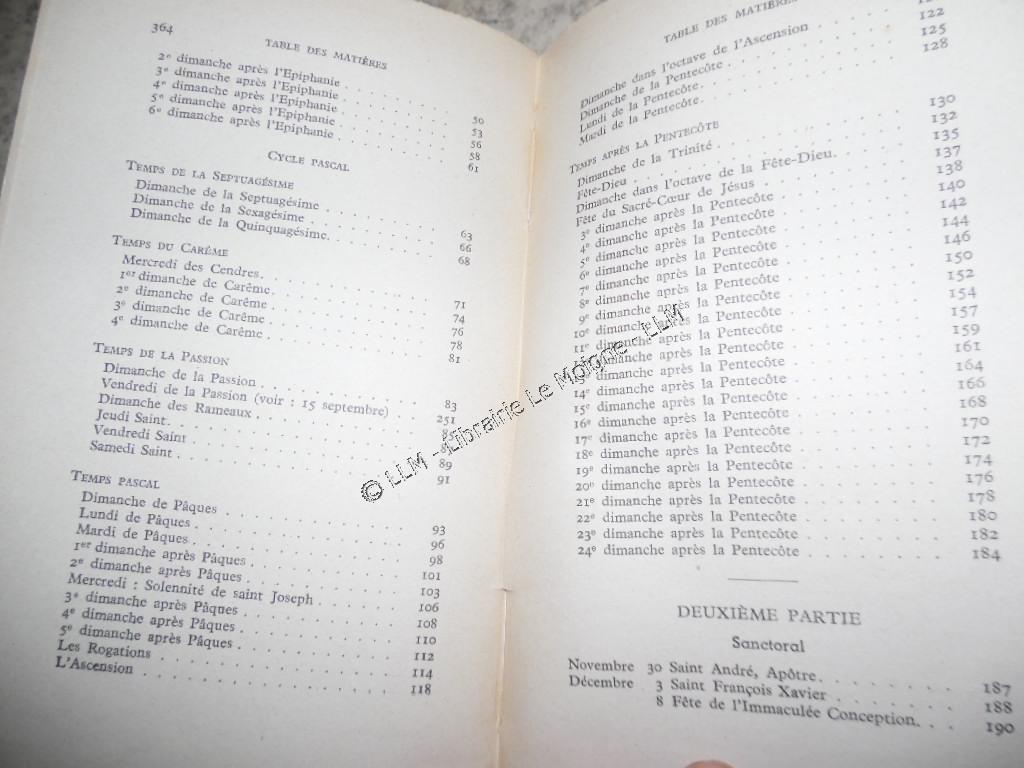 364
TABLE DES MATIÈRES
2e dimanche après l'Epiphanie . . . . . . . 50
3e dimanche après l'Epiphanie . . . . . . . 53
4e dimanche après l'Epiphanie . . . . . . . 56
5e dimanche après l'Epiphanie . . . . . . . 58
6e dimanche après l'Epiphanie . . . . . . . 61
CYCLE PASCAL
TEMPS DE LA SEPTUAGÉSIME
Dimanche de la Septuagésime . . . . . . . 63
Dimanche de la Sexagésime . . . . . . . 66
Dimanche de la Quinquagésime. . . . . . . 68
TEMPS DU CARÊME
Mercredi des Cendres. . . . . . . . . 71
1er dimanche de Carême. . . . . . . . 74
2e dimanche de Carême . . . . . . . . 76
3e dimanche de Carême . . . . . . . . 78
4e dimanche de Carême . . . . . . . . 81
TEMPS DE LA PASSION
Dimanche de la Passion . . . . . . . . 83
Vendredi de la Passion (voir : 15 septembre) 251
Dimanche des Rameaux . . . . . . . . 85
Jeudi Saint. . . . . . . . . . .
Vendredi Saint . . . . . . . . . . 89
Samedi Saint . . . . . . . . . . 91
TEMPS PASCAL
Dimanche de Pâques . . . . . . . . . 93
Lundi de Pâques . . . . . . . . . . 96
Mardi de Pâques . . . . . . . . . . 98
1er dimanche après Pâques . . . . . . . 101
2e dimanche après Pâques . . . . . . . 103
Mercredi : Solennité de saint Joseph . . . . . 106
3e dimanche après Pâques . . . . . . . 108
4e dimanche après Pâques . . . . . . . 110
5e dimanche après Pâques . . . . . . . 112
Les Rogations . . . . . . . . . . 114
L'Ascension . . . . . . . . . . . 118
TABLE DES MATIÈRES
Dimanche dans l'octave de l'Ascension
Dimanche de la Pentecôte . . . . . . . 122
Lundi de la Pentecôte. . . . . . . . 125
Mardi de la Pentecôte. . . . . . . . 128
TEMPS APRÈS LA PENTECÔTE
Dimanche de la Trinité . . . . . . . . 130
Fête-Dieu . . . . . . . . . . . 132
Dimanche dans l'octave de la Fête-Dieu. . . . 135
Fête du Sacré-Cœur de Jésus . . . . . . 137
3e dimanche après la Pentecôte . . . . . . 138
4e dimanche après la Pentecôte . . . . . . 140
5e dimanche après la Pentecôte . . . . . . 142
6e dimanche après la Pentecôte . . . . . . 144
7e dimanche après la Pentecôte . . . . . . 146
8e dimanche après la Pentecôte . . . . . . 150
9e dimanche après la Pentecôte . . . . . . 152
10e dimanche après la Pentecôte . . . . . . 154
11e dimanche après la Pentecôte . . . . . . 157
dimanche après la Pentecôte . . . . . . 159
dimanche après la Pentecôte . . . . . . 161
14e dimanche après la Pentecôte . . . . . . 164
15e dimanche après la Pentecôte . . . . . . 166
16e dimanche après la Pentecôte . . . . . . 168
17e dimanche après la Pentecôte . . . . . . 170
18e dimanche après la Pentecôte . . . . . . 172
19e dimanche après la Pentecôte . . . . . . 174
20e dimanche après la Pentecôte . . . . . . 176
21e dimanche après la Pentecôte . . . . . . 178
22e dimanche après la Pentecôte . . . . . . 180
23e dimanche après la Pentecôte . . . . . . 182
24e dimanche après la Pentecôte . . . . . . 184
DEUXIÈME PARTIE
Sanctoral
Novembre 30 Saint André, Apôtre. . . . . . . 187
Décembre 3 Saint François Xavier . . . . . . 188
8 Fête de l'Immaculée Conception. . . 190
© LLM - Librairie Le Moigne - LLM